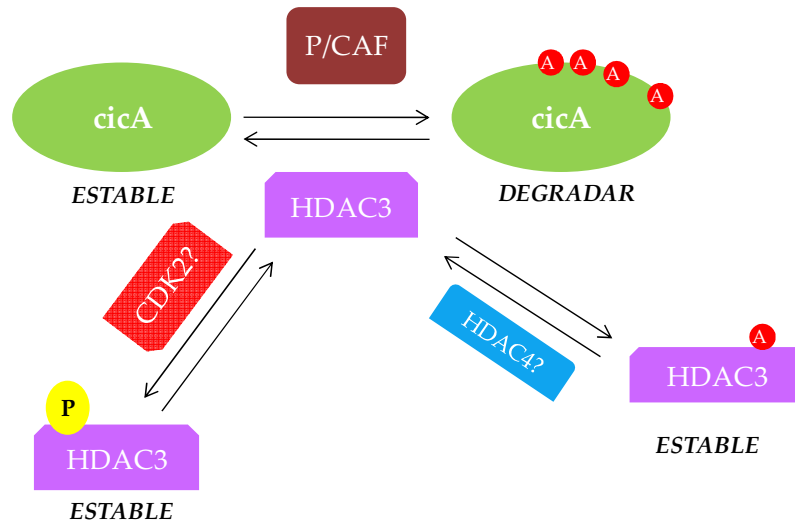 P/CAF
A A A A
cicA
cicA
ESTABLE
DEGRADAR
HDAC3
CDK2?
HDAC4?
A
HDAC3
P
HDAC3
ESTABLE
ESTABLE